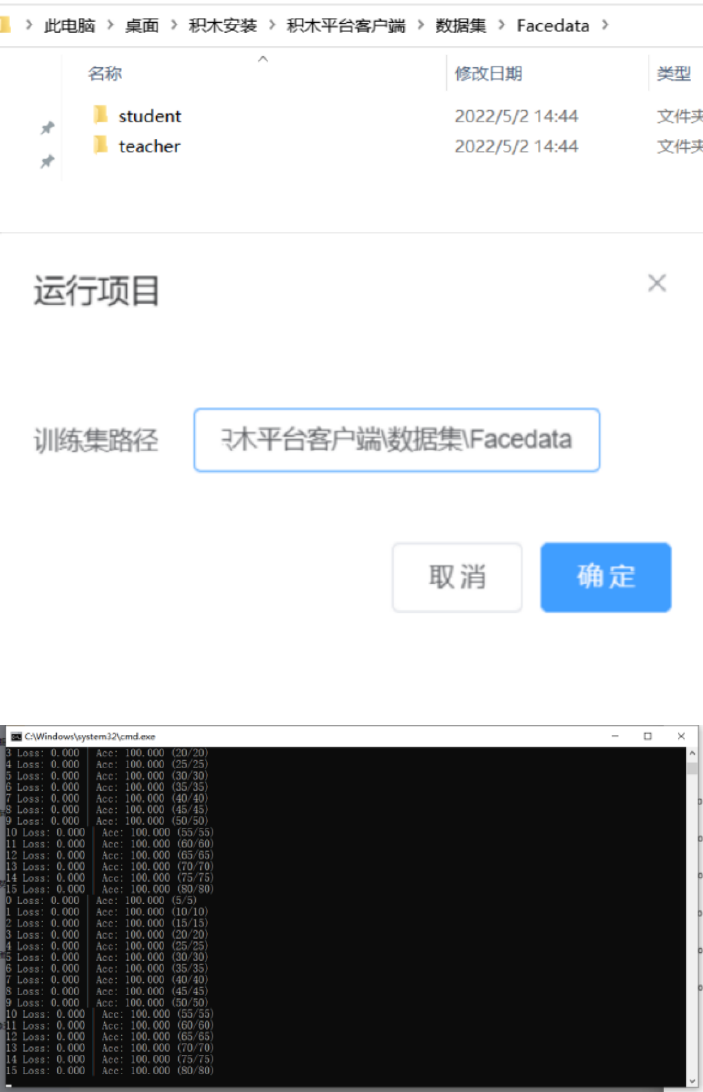 此电脑 > 桌面 > 积木安装 > 积木平台客户端 > 数据集 > Facedata >
名称 修改日期 类型
student 2022/5/2 14:44 文件夹
teacher 2022/5/2 14:44 文件夹
运行项目
训练集路径 木平台客户端\数据集\Facedata
取消 确定
C:\Windows\system32\cmd.exe
3 Loss: 0.000 | Acc: 100.000 (20/20)
4 Loss: 0.000 | Acc: 100.000 (25/25)
5 Loss: 0.000 | Acc: 100.000 (30/30)
6 Loss: 0.000 | Acc: 100.000 (35/35)
7 Loss: 0.000 | Acc: 100.000 (40/40)
8 Loss: 0.000 | Acc: 100.000 (45/45)
9 Loss: 0.000 | Acc: 100.000 (50/50)
10 Loss: 0.000 | Acc: 100.000 (55/55)
11 Loss: 0.000 | Acc: 100.000 (60/60)
12 Loss: 0.000 | Acc: 100.000 (65/65)
13 Loss: 0.000 | Acc: 100.000 (70/70)
14 Loss: 0.000 | Acc: 100.000 (75/75)
15 Loss: 0.000 | Acc: 100.000 (80/80)
0 Loss: 0.000 | Acc: 100.000 (5/5)
1 Loss: 0.000 | Acc: 100.000 (10/10)
2 Loss: 0.000 | Acc: 100.000 (15/15)
3 Loss: 0.000 | Acc: 100.000 (20/20)
4 Loss: 0.000 | Acc: 100.000 (25/25)
5 Loss: 0.000 | Acc: 100.000 (30/30)
6 Loss: 0.000 | Acc: 100.000 (35/35)
7 Loss: 0.000 | Acc: 100.000 (40/40)
8 Loss: 0.000 | Acc: 100.000 (45/45)
9 Loss: 0.000 | Acc: 100.000 (50/50)
10 Loss: 0.000 | Acc: 100.000 (55/55)
11 Loss: 0.000 | Acc: 100.000 (60/60)
12 Loss: 0.000 | Acc: 100.000 (65/65)
13 Loss: 0.000 | Acc: 100.000 (70/70)
14 Loss: 0.000 | Acc: 100.000 (75/75)
15 Loss: 0.000 | Acc: 100.000 (80/80)